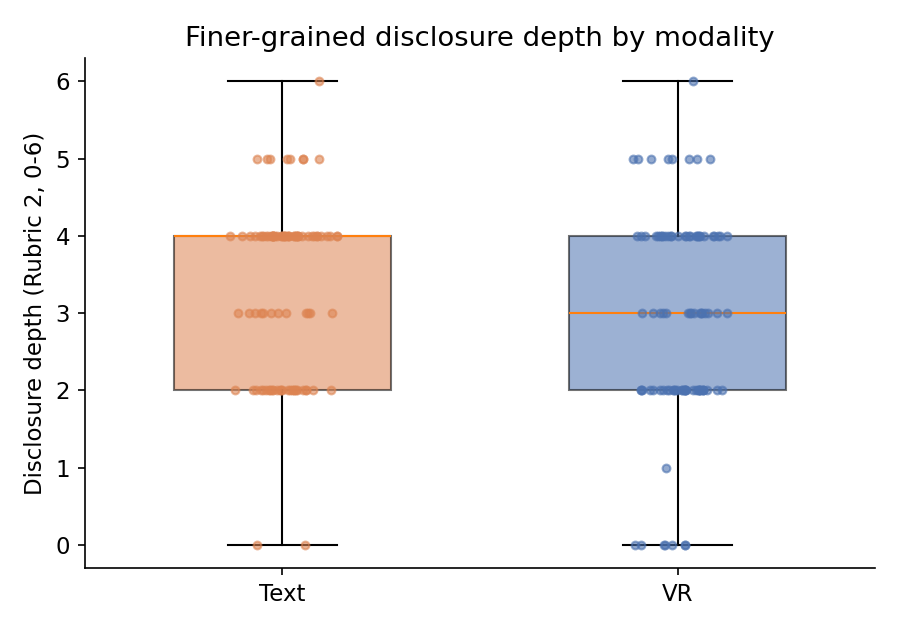 Finer-grained disclosure depth by modality
Disclosure depth (Rubric 2, 0-6)
6
5
4
3
2
1
0
Text
VR